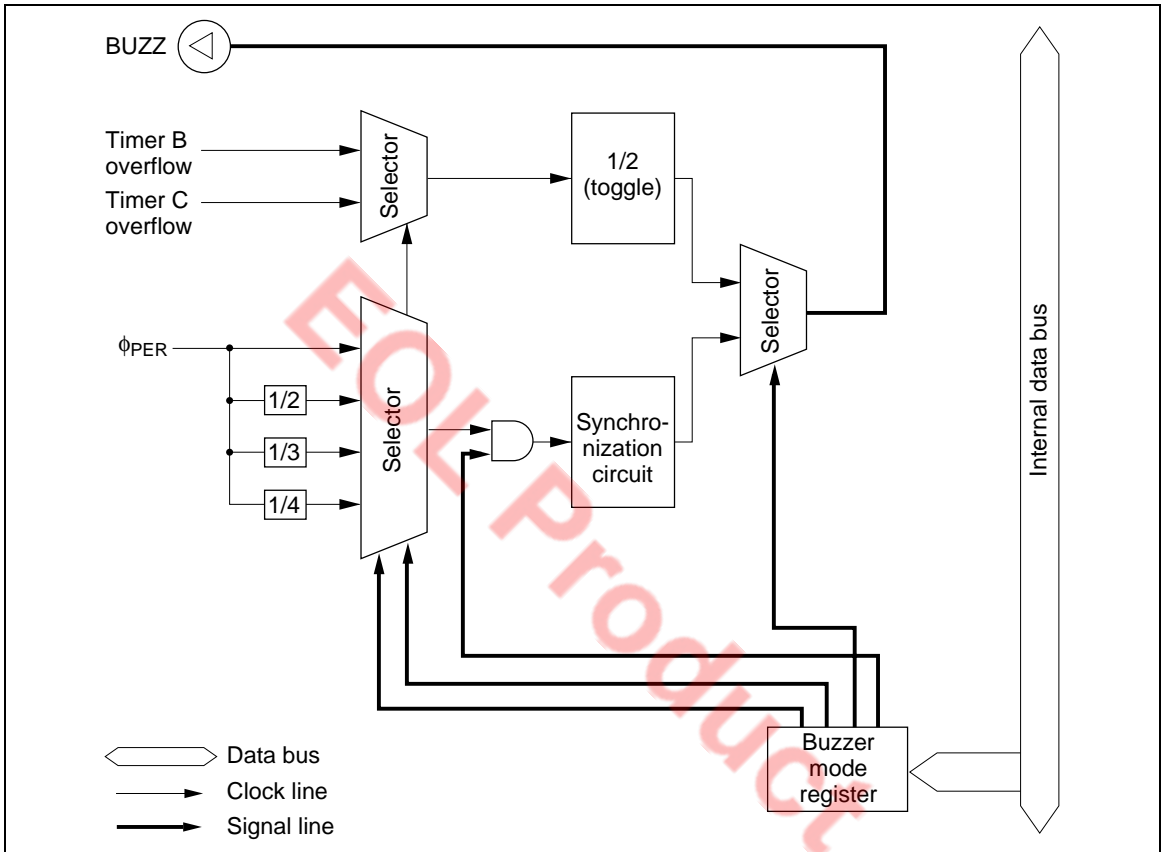 BUZZ
Timer B
overflow
Timer C
overflow
Selector
1/2
(toggle)
Selector
ϕPER
1/2
1/3
1/4
Selector
Synchro-
nization
circuit
Internal data bus
Buzzer
mode
register
Data bus
Clock line
Signal line
EOL Product